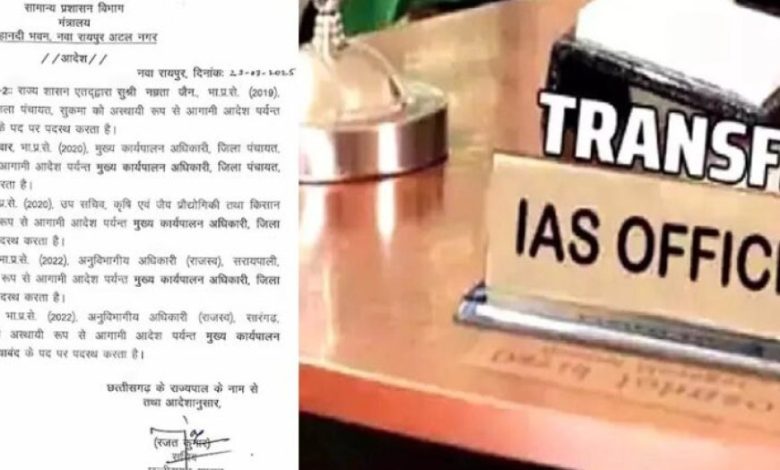 सामान्य प्रशासन विभाग
मंत्रालय
हानदी भवन, नवा रायपुर अटल नगर
//आदेश//
नवा रायपुर, दिनांक:
-2: राज्य शासन एतद्द्वारा सुश्री नम्रता जैन, भा.प्र.से. (2019),
ला पंचायत, सुकमा को अस्थायी रूप से आगामी आदेश पर्यन्त
के पद पर पदस्थ करता है।
वार, भा.प्र.से. (2020), मुख्य कार्यपालन अधिकारी, जिला पंचायत,
आगामी आदेश पर्यन्त मुख्य कार्यपालन अधिकारी, जिला पंचायत,
रता है।
प्र.से. (2020), उप सचिव, कृषि एवं जैव प्रौद्योगिकी तथा किसान
रूप से आगामी आदेश पर्यन्त मुख्य कार्यपालन अधिकारी, जिला
पदस्थ करता है।
भा.प्र.से. (2022), अनुविभागीय अधिकारी (राजस्व), सरायपाली,
रूप से आगामी आदेश पर्यन्त मुख्य कार्यपालन अधिकारी, जिला
पदस्थ करता है।
भा.प्र.से. (2022), अनुविभागीय अधिकारी (राजस्व), सारंगढ़,
अस्थायी रूप से आगामी आदेश पर्यन्त मुख्य कार्यपालन
याबंद के पद पर पदस्थ करता है।
छत्तीसगढ़ के राज्यपाल के नाम से
तथा आदेशानुसार,
(रजत कुमार)
सचिव
TRANSF
IAS OFFIC